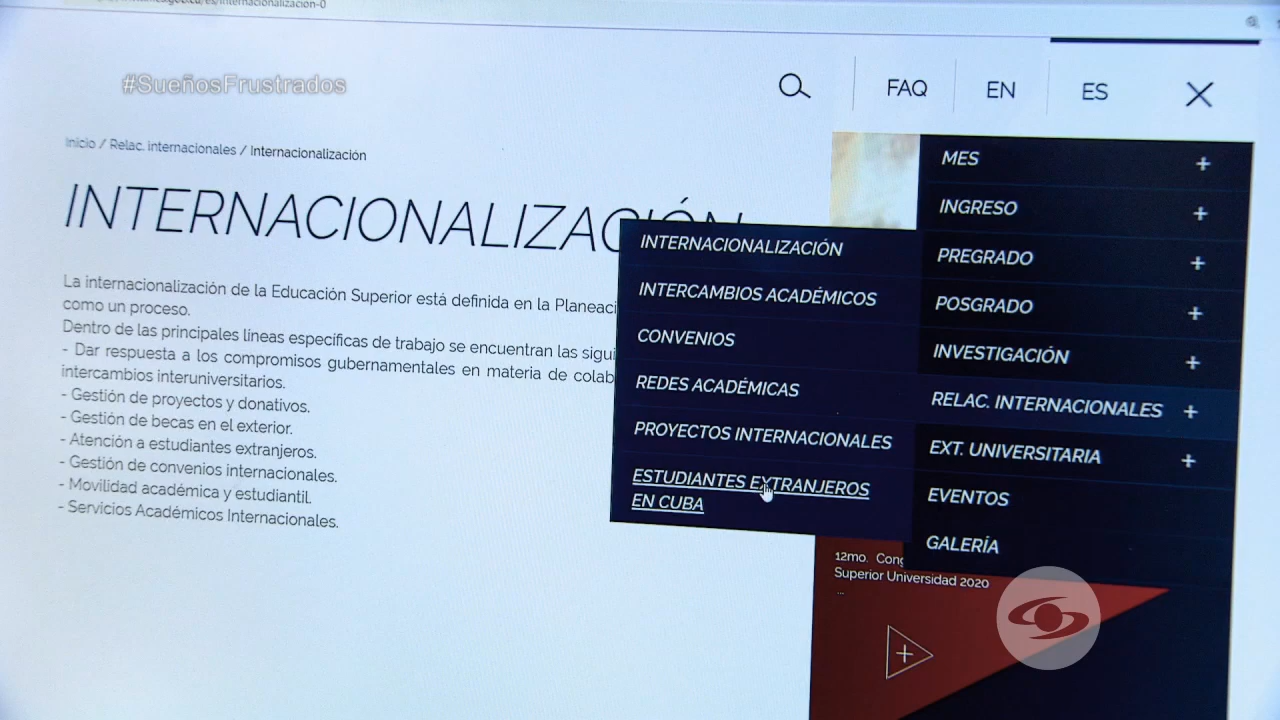 #SueñosFrustrados
FAQ
EN
ES
Inicio / Relac. internacionales / Internacionalización
INTERNACIONALIZACIÓN
La internacionalización de la Educación Superior está definida en la Planeaci
como un proceso.
Dentro de las principales líneas específicas de trabajo se encuentran las sigui
- Dar respuesta a los compromisos gubernamentales en materia de colab
intercambios interuniversitarios.
- Gestión de proyectos y donativos.
- Gestión de becas en el exterior.
- Atención a estudiantes extranjeros.
- Gestión de convenios internacionales.
- Movilidad académica y estudiantil.
- Servicios Académicos Internacionales.
INTERNACIONALIZACIÓN
INTERCAMBIOS ACADÉMICOS
CONVENIOS
REDES ACADÉMICAS
PROYECTOS INTERNACIONALES
ESTUDIANTES EXTRANJEROS
EN CUBA
MES +
INGRESO +
PREGRADO +
POSGRADO +
INVESTIGACIÓN +
RELAC. INTERNACIONALES +
EXT. UNIVERSITARIA +
EVENTOS
GALERÍA
12mo. Cong
Superior Universidad 2020
...